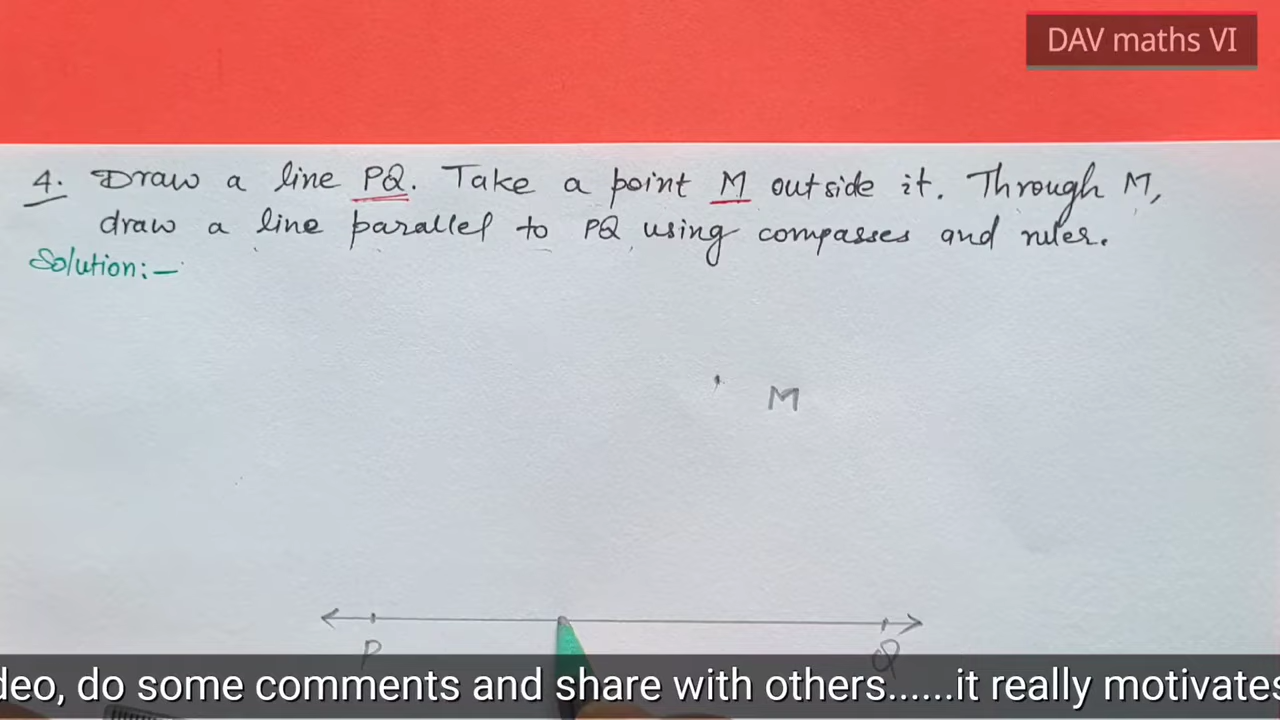 DAV maths VI
4. Draw a line PQ. Take a point M outside it. Through M,
draw a line parallel to PQ using compasses and ruler.
Solution:-
M
P Q
deo, do some comments and share with others......it really motivates